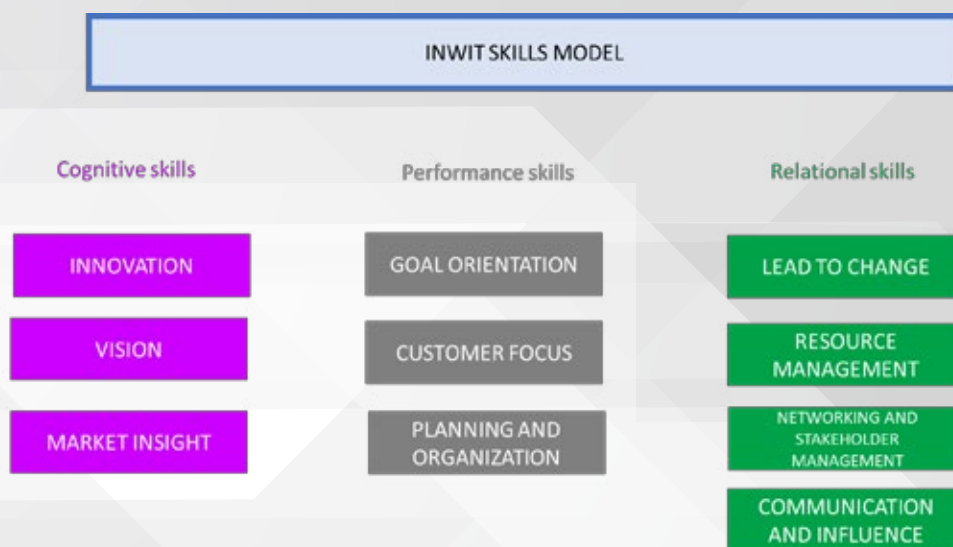 INWIT SKILLS MODEL
Cognitive skills
INNOVATION
VISION
MARKET INSIGHT
Performance skills
GOAL ORIENTATION
CUSTOMER FOCUS
PLANNING AND
ORGANIZATION
Relational skills
LEAD TO CHANGE
RESOURCE
MANAGEMENT
NETWORKING AND
STAKEHOLDER
MANAGEMENT
COMMUNICATION
AND INFLUENCE